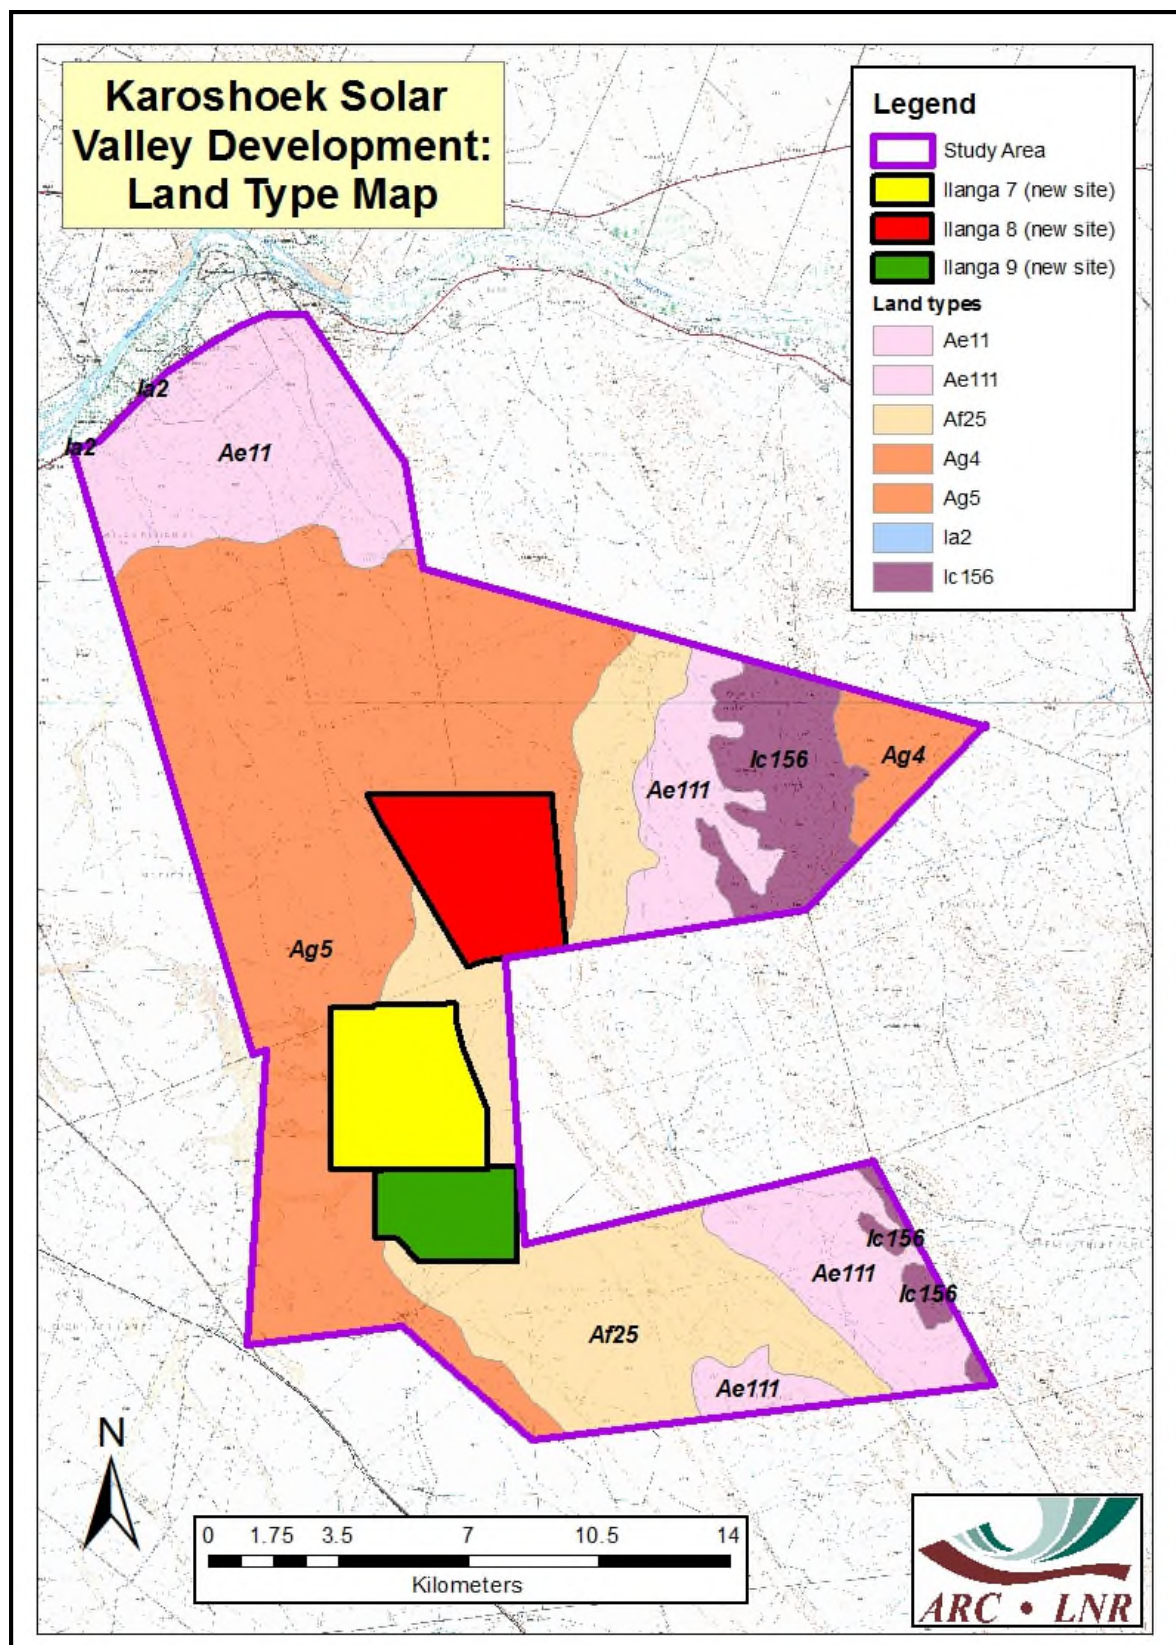 Karoshoek Solar
Valley Development:
Land Type Map
Legend
Study Area
Ilanga 7 (new site)
Ilanga 8 (new site)
Ilanga 9 (new site)
Land types
Ae11
Ae111
Af25
Ag4
Ag5
Ia2
Ic156
Ia2
Ia2
Ae11
Ic156
Ag4
Ae111
Ag5
Ic156
Ae111
Ic156
Af25
Ae111
N
0 1.75 3.5 7 10.5 14
Kilometers
ARC • LNR